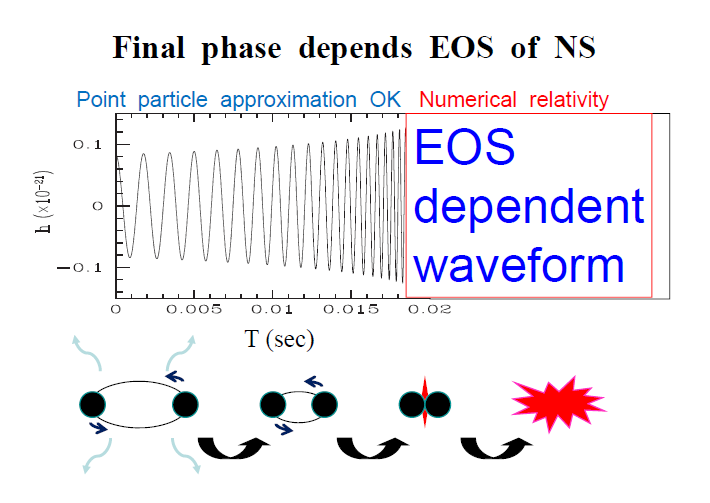 Final phase depends EOS of NS
Point particle approximation OK Numerical relativity
EOS
dependent
waveform
h (×10⁻²¹)
0.1
0
−0.1
0 0.005 0.01 0.015 0.02
T (sec)